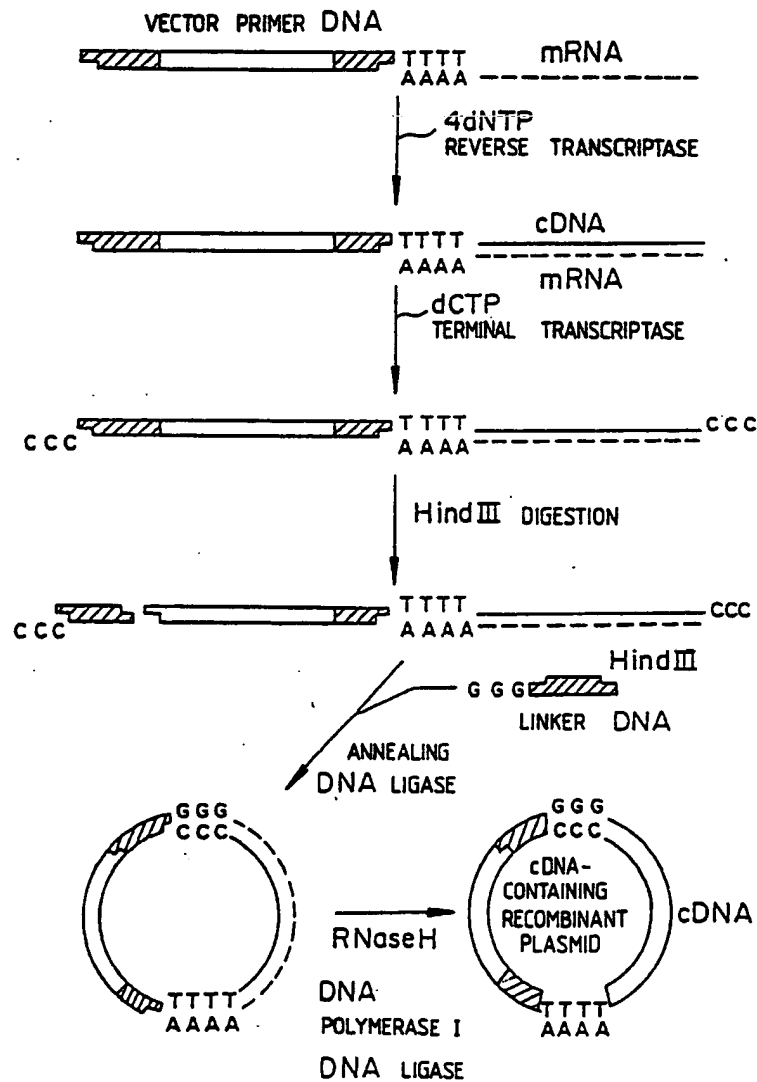 VECTOR PRIMER DNA
TTTT mRNA
AAAA
4dNTP
REVERSE TRANSCRIPTASE
cDNA
TTTT
AAAA
mRNA
dCTP
TERMINAL TRANSCRIPTASE
T TTT CCC
CCC A AAA
HindIII DIGESTION
TTTT CCC
CCC AAAA
HindIII
GGG
LINKER DNA
ANNEALING
DNA LIGASE
GGG
CCC
TTTT
AAAA
RNaseH
DNA
POLYMERASE I
DNA LIGASE
GGG
CCC
cDNA-
CONTAINING
RECOMBINANT
PLASMID
cDNA
TTTT
AAAA